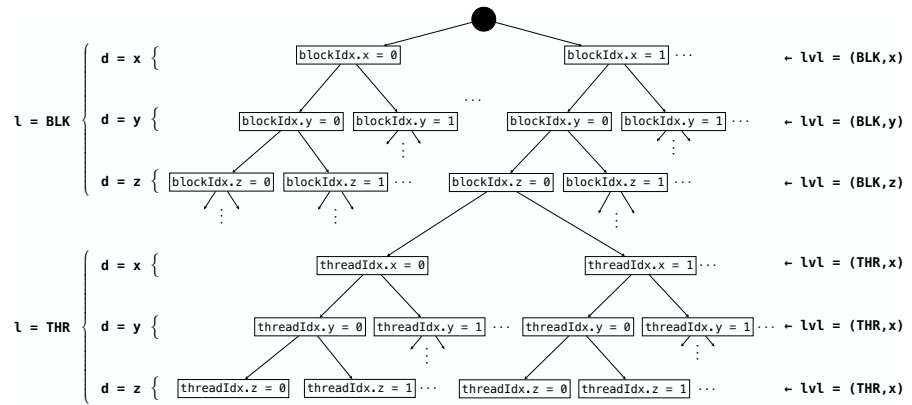 d = x { blockIdx.x = 0 blockIdx.x = 1 ··· ← lvl = (BLK,x)
···
l = BLK { d = y { blockIdx.y = 0 blockIdx.y = 1 blockIdx.y = 0 blockIdx.y = 1 ··· ← lvl = (BLK,y)
⋮ ⋮
d = z { blockIdx.z = 0 blockIdx.z = 1 ··· blockIdx.z = 0 blockIdx.z = 1 ··· ← lvl = (BLK,z)
⋮ ⋮ ⋮
d = x { threadIdx.x = 0 threadIdx.x = 1 ··· ← lvl = (THR,x)
l = THR { d = y { threadIdx.y = 0 threadIdx.y = 1 ··· threadIdx.y = 0 threadIdx.y = 1 ··· ← lvl = (THR,x)
⋮ ⋮
d = z { threadIdx.z = 0 threadIdx.z = 1 ··· threadIdx.z = 0 threadIdx.z = 1 ··· ← lvl = (THR,x)